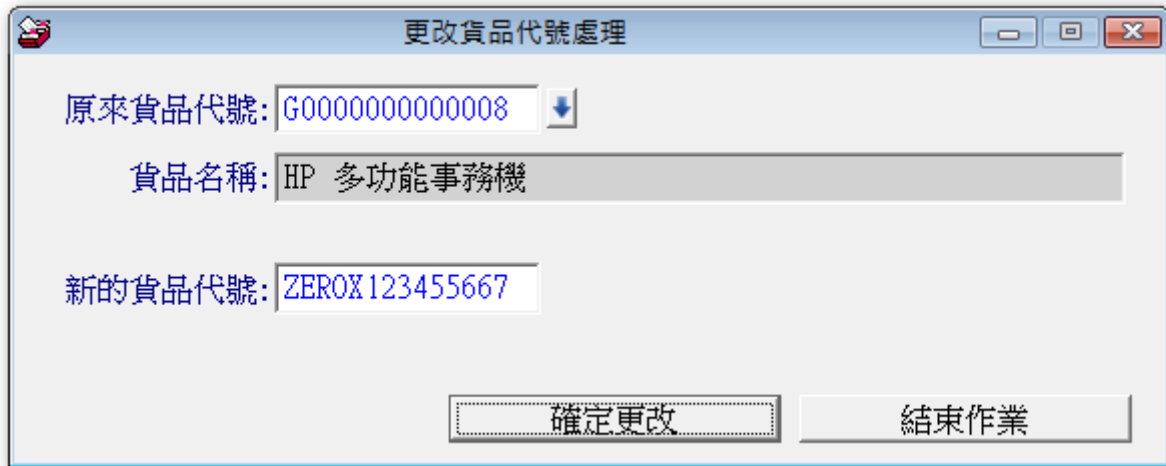 更改貨品代號處理
原來貨品代號: G0000000000008
貨品名稱: HP 多功能事務機
新的貨品代號: ZEROX123455667
確定更改 結束作業